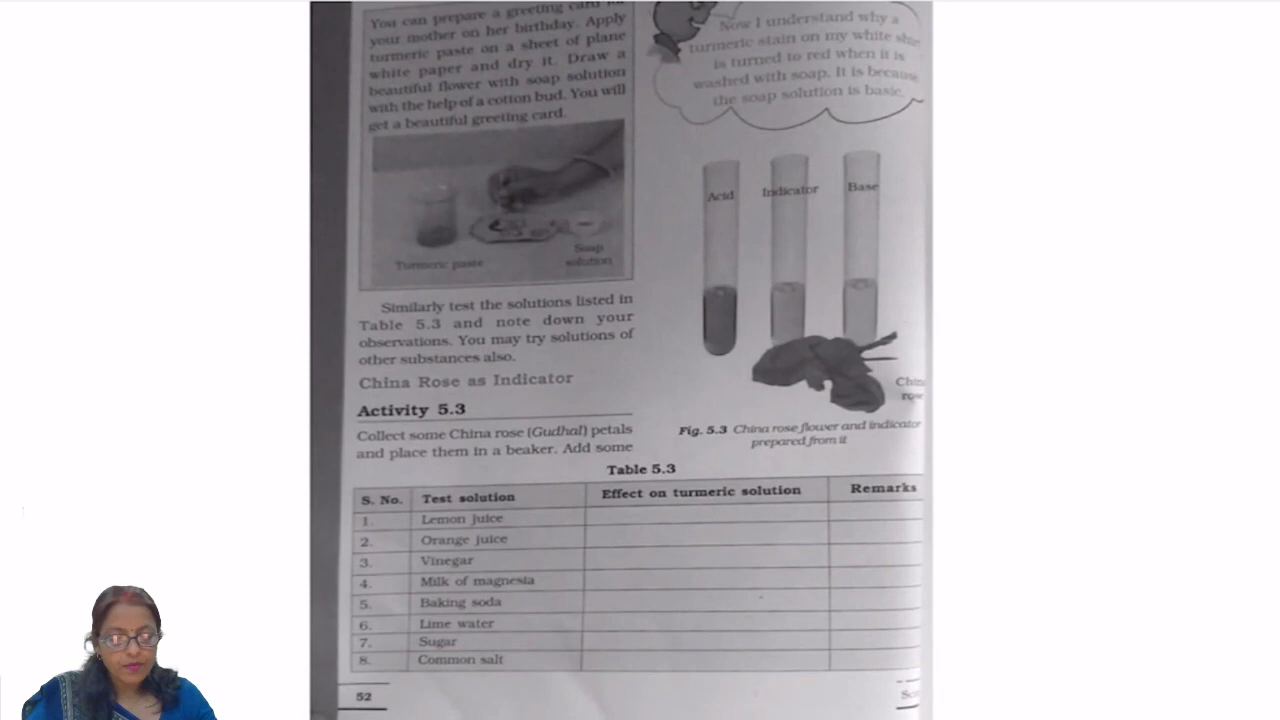 You can prepare a greeting card for
your mother on her birthday. Apply
turmeric paste on a sheet of plane
white paper and dry it. Draw a
beautiful flower with soap solution
with the help of a cotton bud. You will
get a beautiful greeting card.
Turmeric paste
Soap
solution
Similarly test the solutions listed in
Table 5.3 and note down your
observations. You may try solutions of
other substances also.
China Rose as Indicator
Activity 5.3
Collect some China rose (Gudhal) petals
and place them in a beaker. Add some
Now I understand why a
turmeric stain on my white
is turned to red when it is
washed with soap. It is because
the soap solution is basic.
Acid Indicator Base
Fig. 5.3 China rose flower and indicator
prepared from it
Table 5.3
S. No. Test solution Effect on turmeric solution Remarks
1. Lemon juice
2. Orange juice
3. Vinegar
4. Milk of magnesia
5. Baking soda
6. Lime water
7. Sugar
8. Common salt
52